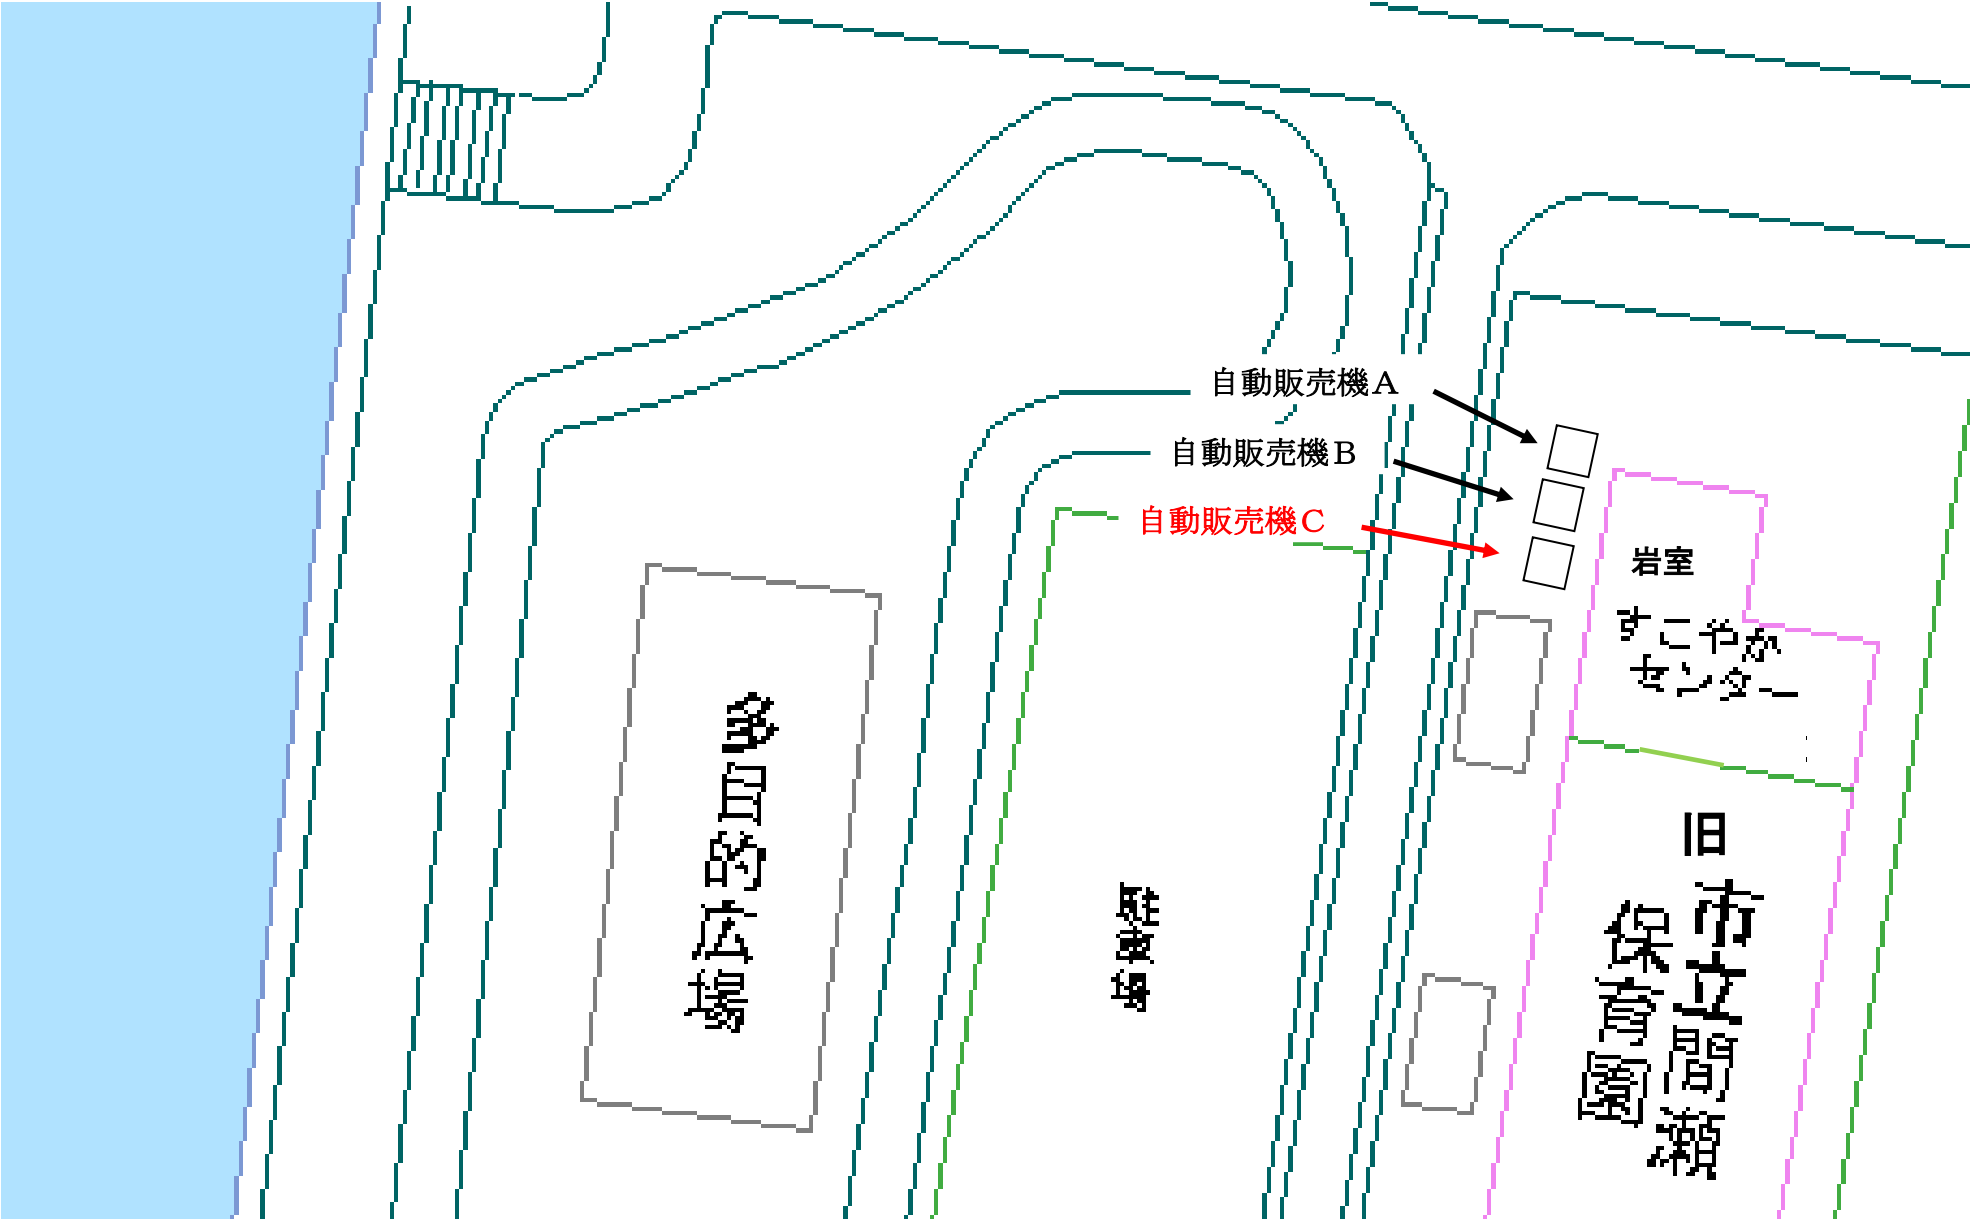 自動販売機Ａ
自動販売機Ｂ
自動販売機Ｃ
岩室
すこやか
センター
多目的広場
駐車場
旧
市立間瀬
保育園